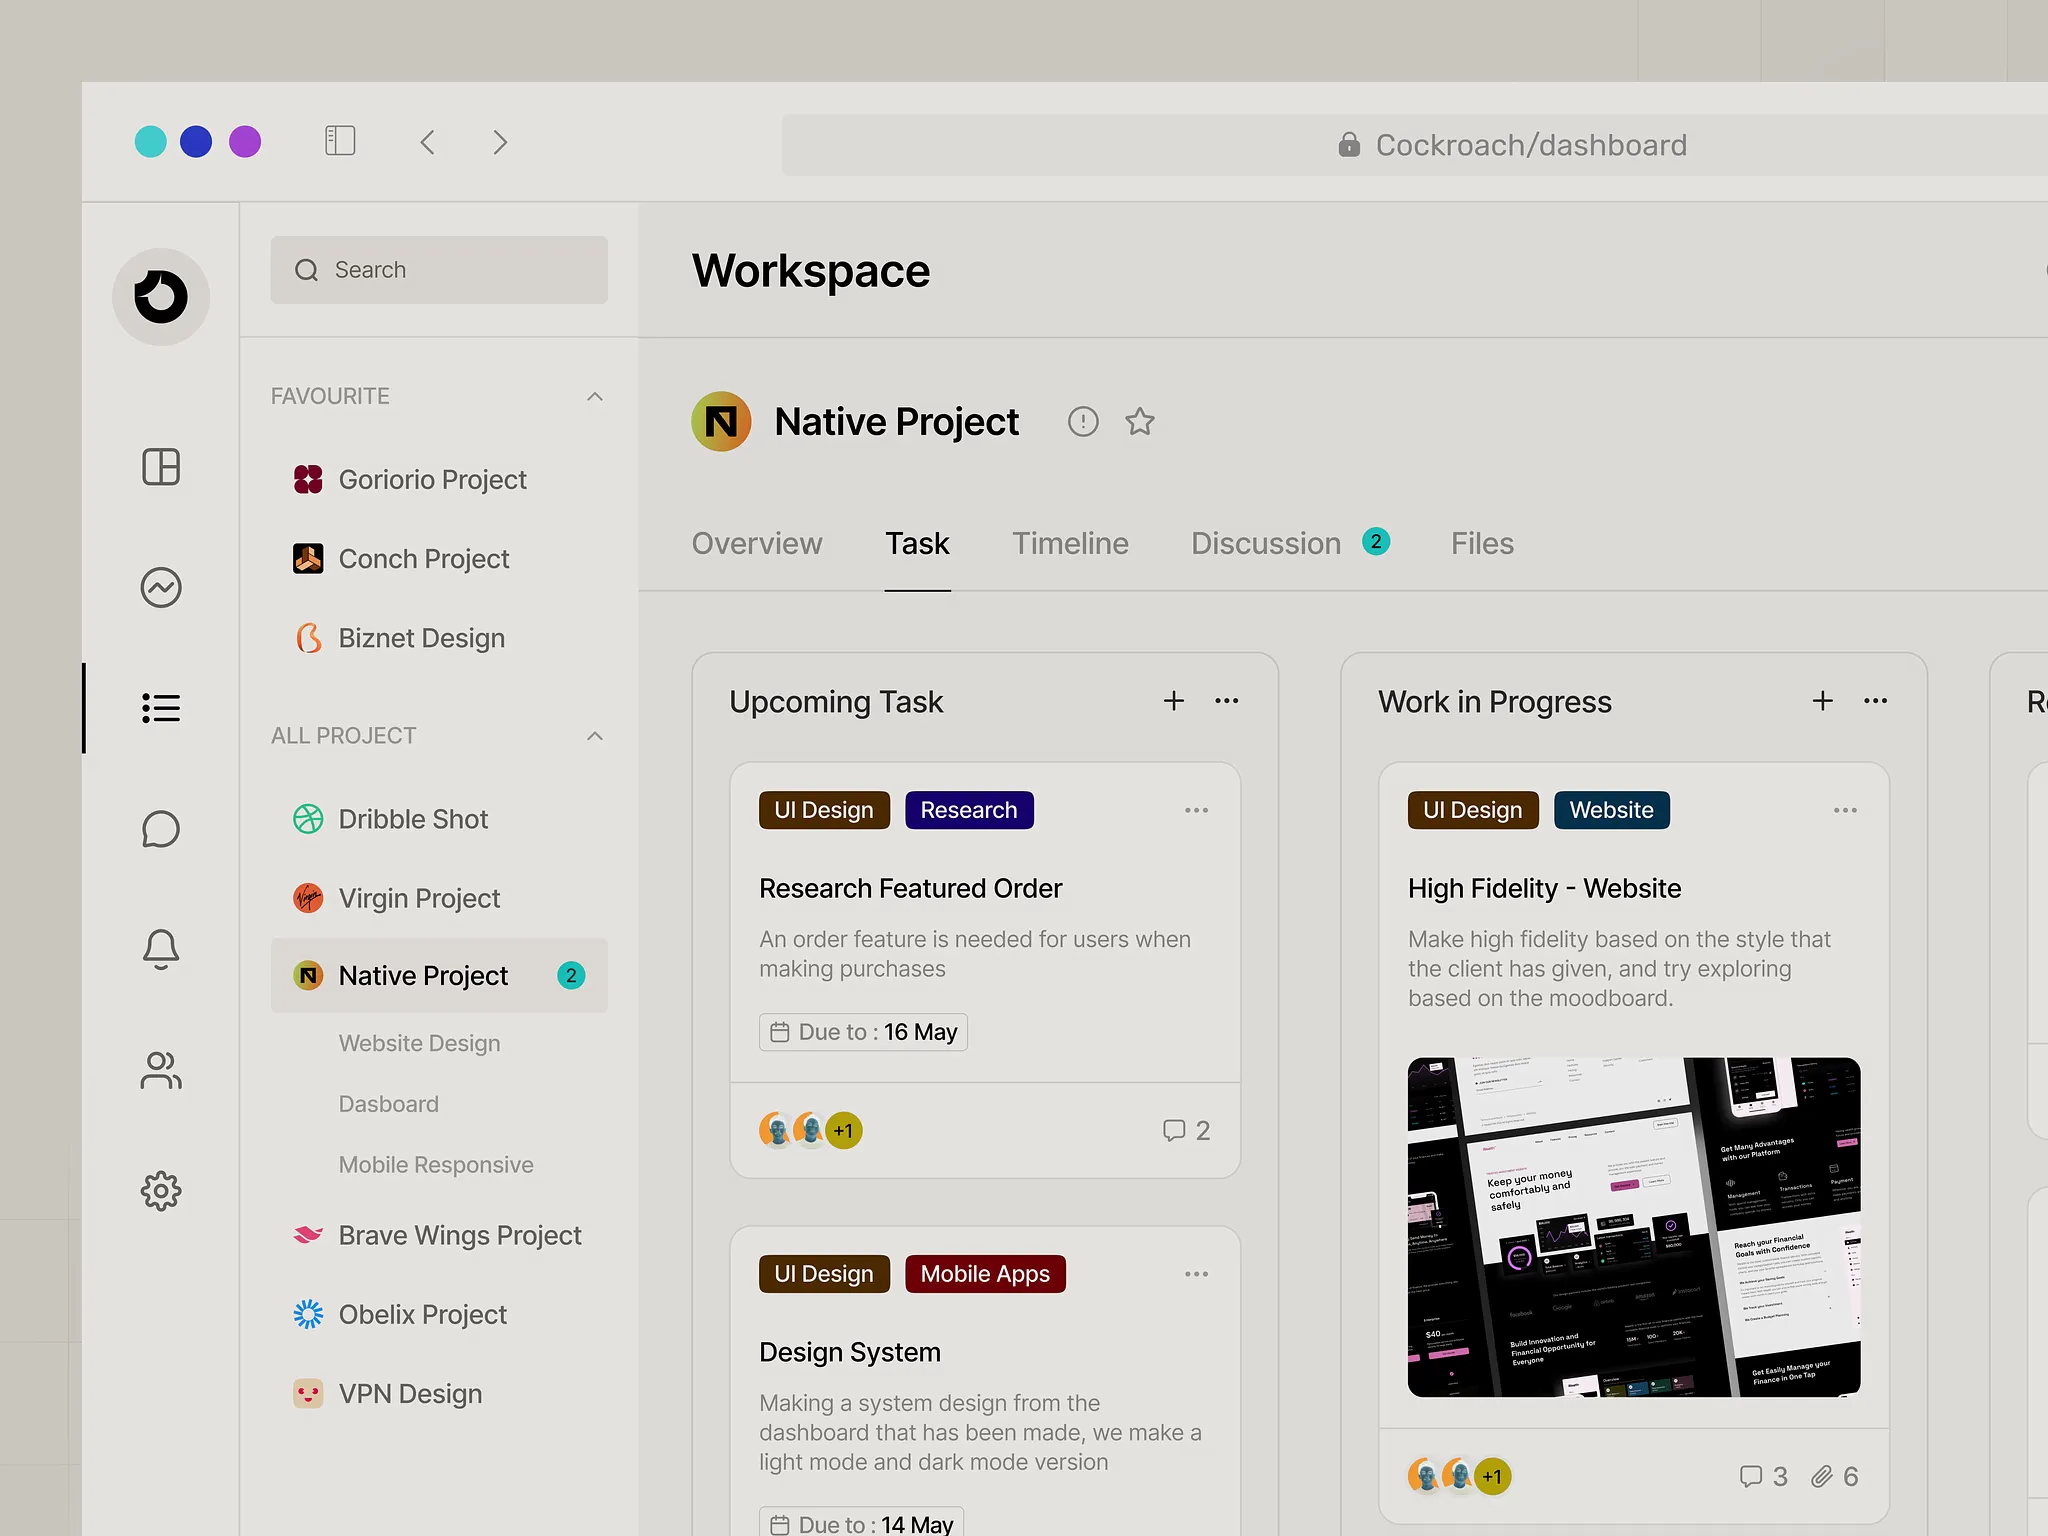 Cockroach/dashboard
Search
Workspace
FAVOURITE
Goriorio Project
Conch Project
Biznet Design
ALL PROJECT
Dribble Shot
Virgin Project
Native Project 2
Website Design
Dasboard
Mobile Responsive
Brave Wings Project
Obelix Project
VPN Design
Native Project
Overview
Task
Timeline
Discussion 2
Files
Upcoming Task
UI Design
Research
Research Featured Order
An order feature is needed for users when
making purchases
Due to : 16 May
+1
2
UI Design
Mobile Apps
Design System
Making a system design from the
dashboard that has been made, we make a
light mode and dark mode version
Due to : 14 May
Work in Progress
UI Design
Website
High Fidelity - Website
Make high fidelity based on the style that
the client has given, and try exploring
based on the moodboard.
Keep your money
comfortably and
safely
Get Many Advantages
with our Platform
Management
Transactions
Payment
Reach your Financial
Goals with Confidence
$40
facebook
Google
amazon
Build Innovation and
Financial Opportunity for
Everyone
Get Easily Manage your
Finance in One Tap
+1
3
6